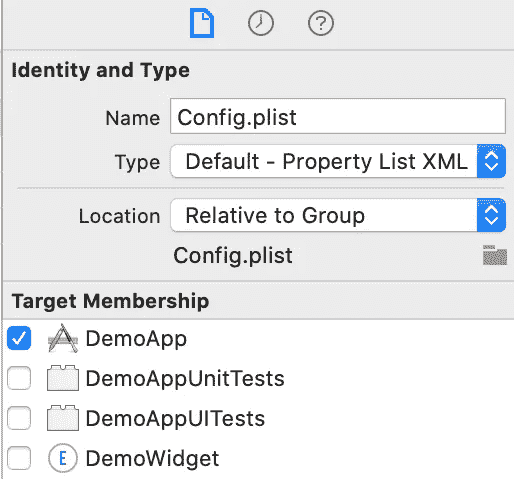 Identity and Type
Name Config.plist
Type Default - Property List XML
Location Relative to Group
Config.plist
Target Membership
DemoApp
DemoAppUnitTests
DemoAppUITests
E DemoWidget